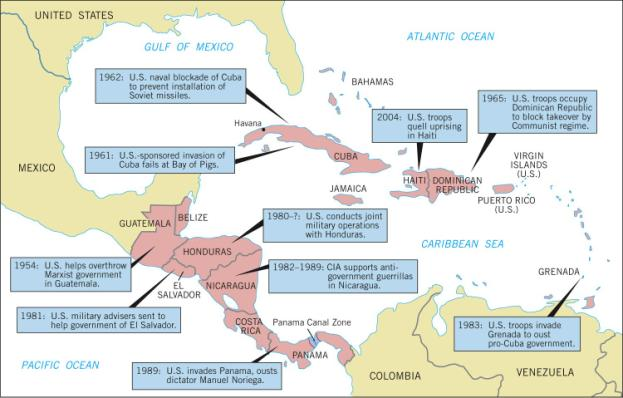 UNITED STATES
GULF OF MEXICO
ATLANTIC OCEAN
1962: U.S. naval blockade of Cuba
to prevent installation of
Soviet missiles.
BAHAMAS
1965: U.S. troops occupy
Dominican Republic
to block takeover by
Communist regime.
2004: U.S. troops
quell uprising
in Haiti
Havana
1961: U.S.-sponsored invasion of
Cuba fails at Bay of Pigs.
CUBA
MEXICO
HAITI
DOMINICAN
REPUBLIC
VIRGIN
ISLANDS
(U.S.)
PUERTO RICO
(U.S.)
JAMAICA
BELIZE
GUATEMALA
1980–?: U.S. conducts joint
military operations
with Honduras.
CARIBBEAN SEA
HONDURAS
1954: U.S. helps overthrow
Marxist government
in Guatemala.
1982–1989: CIA supports anti-
government guerrillas
in Nicaragua.
GRENADA
EL
SALVADOR
NICARAGUA
1981: U.S. military advisers sent to
help government of El Salvador.
COSTA
RICA
Panama Canal Zone
1983: U.S. troops invade
Grenada to oust
pro-Cuba government.
PANAMA
PACIFIC OCEAN
1989: U.S. invades Panama, ousts
dictator Manuel Noriega.
COLOMBIA
VENEZUELA